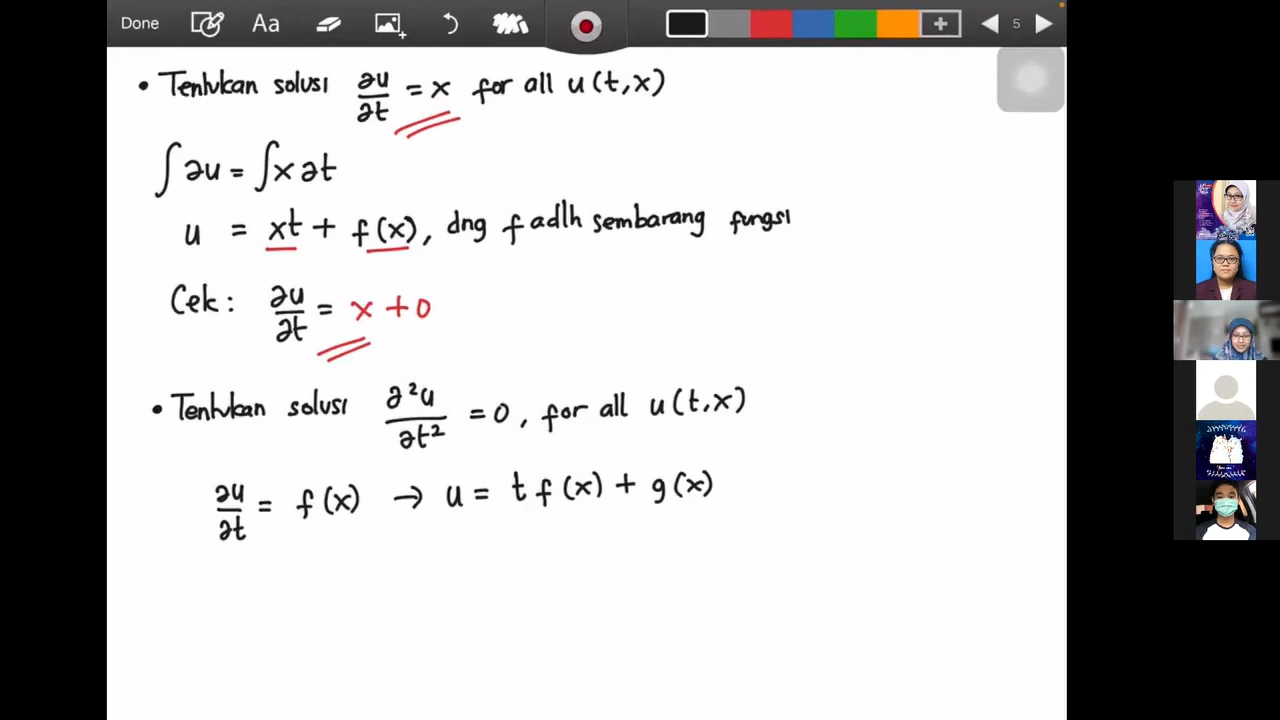 Done Aa 5
• Tentukan solusi ∂u/∂t = x for all u(t,x)
∫∂u = ∫x ∂t
u = xt + f(x), dng f adlh sembarang fungsi
Cek: ∂u/∂t = x + 0
• Tentukan solusi ∂²u/∂t² = 0, for all u(t,x)
∂u/∂t = f(x) → u = t f(x) + g(x)